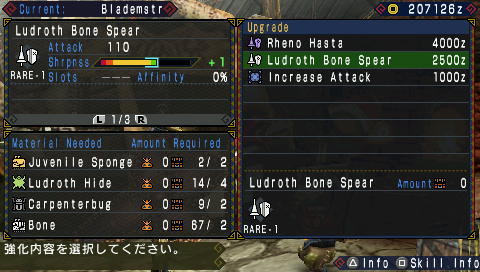 Current: Blademstr
207126z
Ludroth Bone Spear
Attack 110
Shrpnss +1
RARE-1 Slots --- Affinity 0%
L 1/3 R
Material Needed Amount Required
Juvenile Sponge 0 2/ 2
Ludroth Hide 0 14/ 4
Carpenterbug 0 9/ 2
Bone 0 67/ 2
Upgrade
Rheno Hasta 4000z
Ludroth Bone Spear 2500z
Increase Attack 1000z
Ludroth Bone Spear Amount 0
RARE-1
強化内容を選択してください。
Info Skill Info